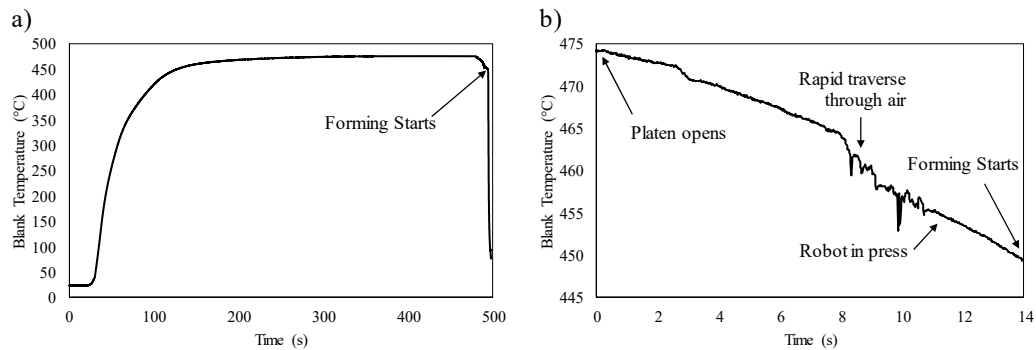 a)
500
450
400
350
300
250
200
150
100
50
0
Blank Temperature (°C)
Forming Starts
0 100 200 300 400 500
Time (s)
b)
475
470
465
460
455
450
445
Blank Temperature (°C)
Platen opens
Rapid traverse
through air
Forming Starts
Robot in press
0 2 4 6 8 10 12 14
Time (s)